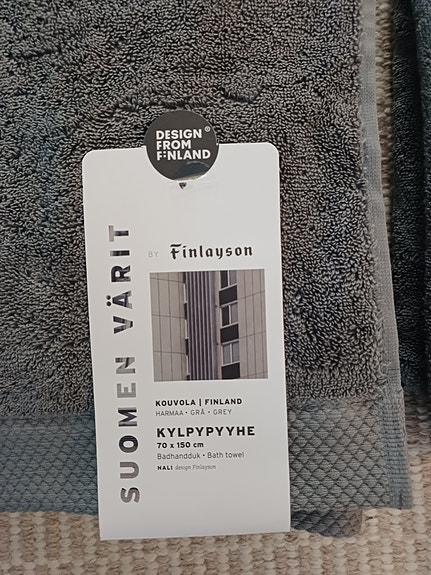 DESIGN®
FROM
FINLAND
SUOMEN VÄRIT
BY Finlayson
KOUVOLA | FINLAND
HARMAA • GRÅ • GREY
KYLPYPYYHE
70 x 150 cm
Badhandduk • Bath towel
HALI design Finlayson